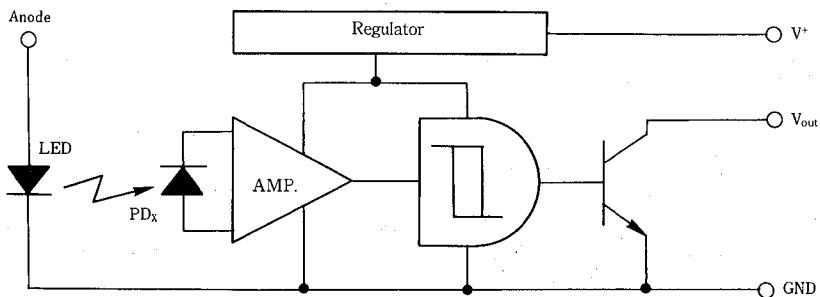 Anode
Regulator
V+
LED
PDx
AMP.
Vout
GND